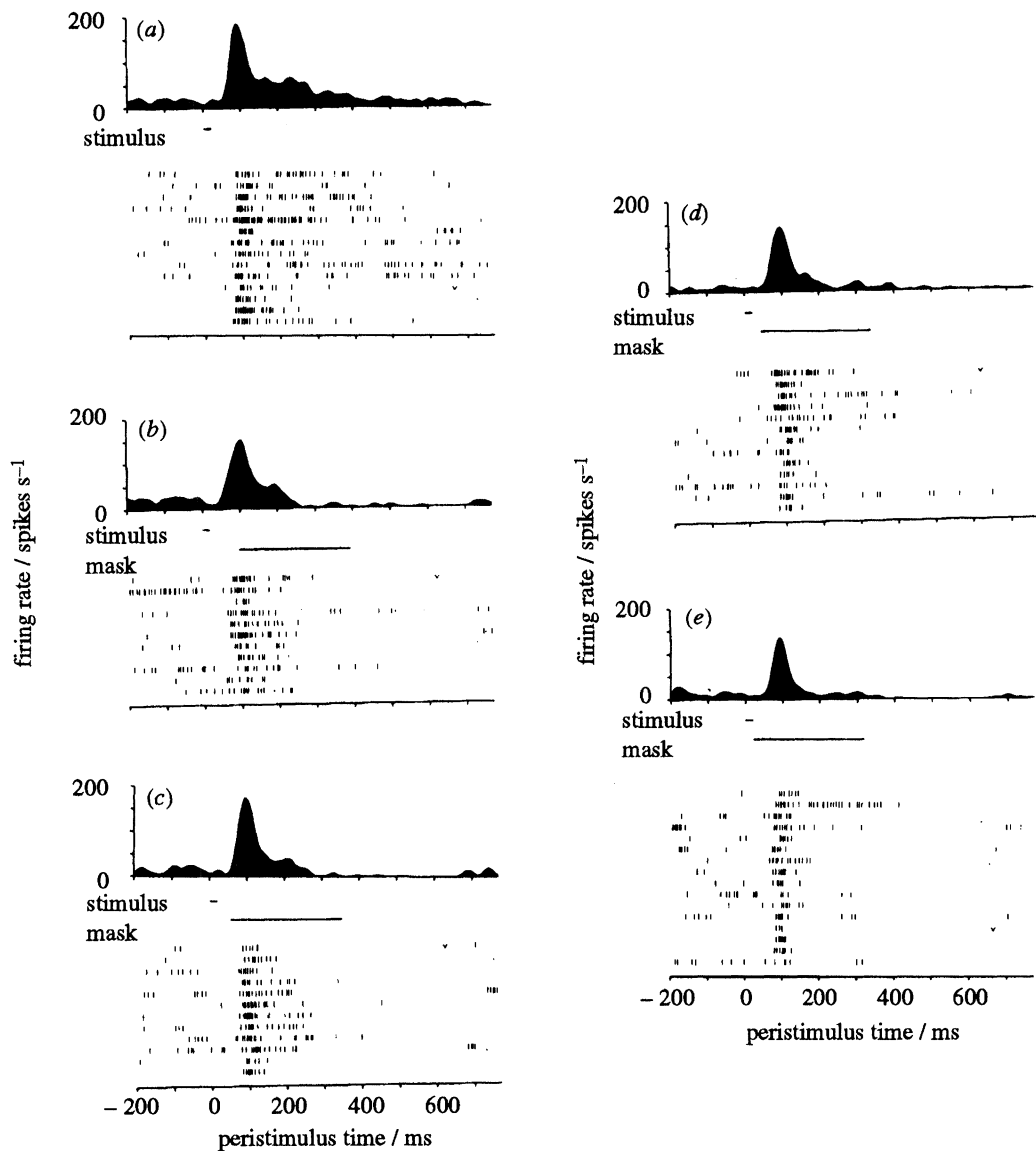 200 (a)
0
stimulus
200 (b)
0
stimulus
mask
200 (c)
0
stimulus
mask
− 200 0 200 400 600
peristimulus time / ms
firing rate / spikes s⁻¹
200 (d)
0
stimulus
mask
200 (e)
0
stimulus
mask
− 200 0 200 400 600
peristimulus time / ms
firing rate / spikes s⁻¹